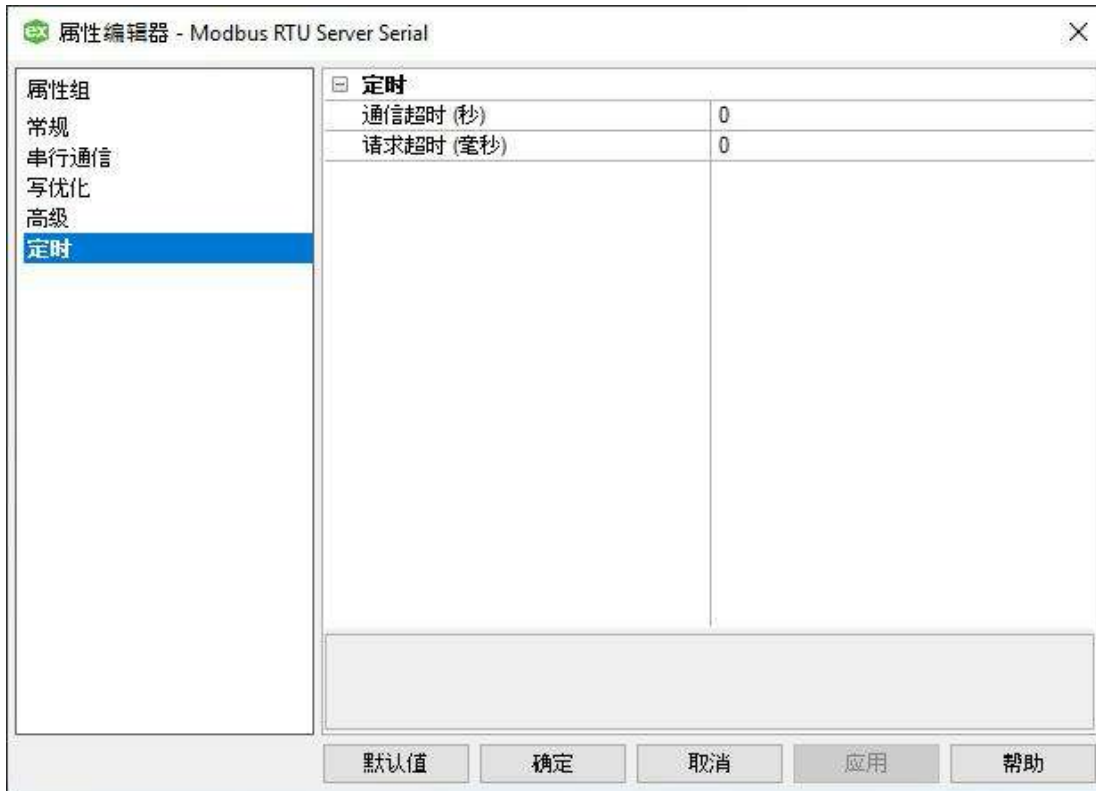 属性编辑器 - Modbus RTU Server Serial
属性组
常规
串行通信
写优化
高级
定时
定时
通信超时 (秒) 0
请求超时 (毫秒) 0
默认值 确定 取消 应用 帮助